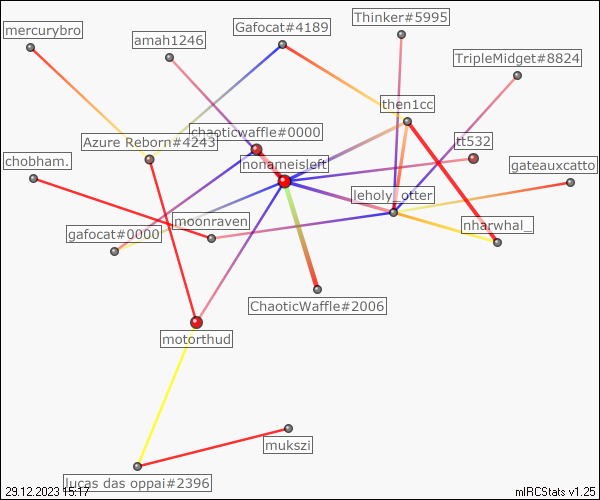 Thinker#5995
Gafocat#4189
mercurybro
amah1246
TripleMidget#8824
then1cc
chaoticwaffle#0000
Azure Reborn#4243
tt532
chobham.
nonameisleft
gateauxcatto
leholy_otter
moonraven
nharwhal_
gafocat#0000
ChaoticWaffle#2006
motorthud
mukszi
lucas das oppai#2396
29.12.2023 15:17
mIRCStats v1.25